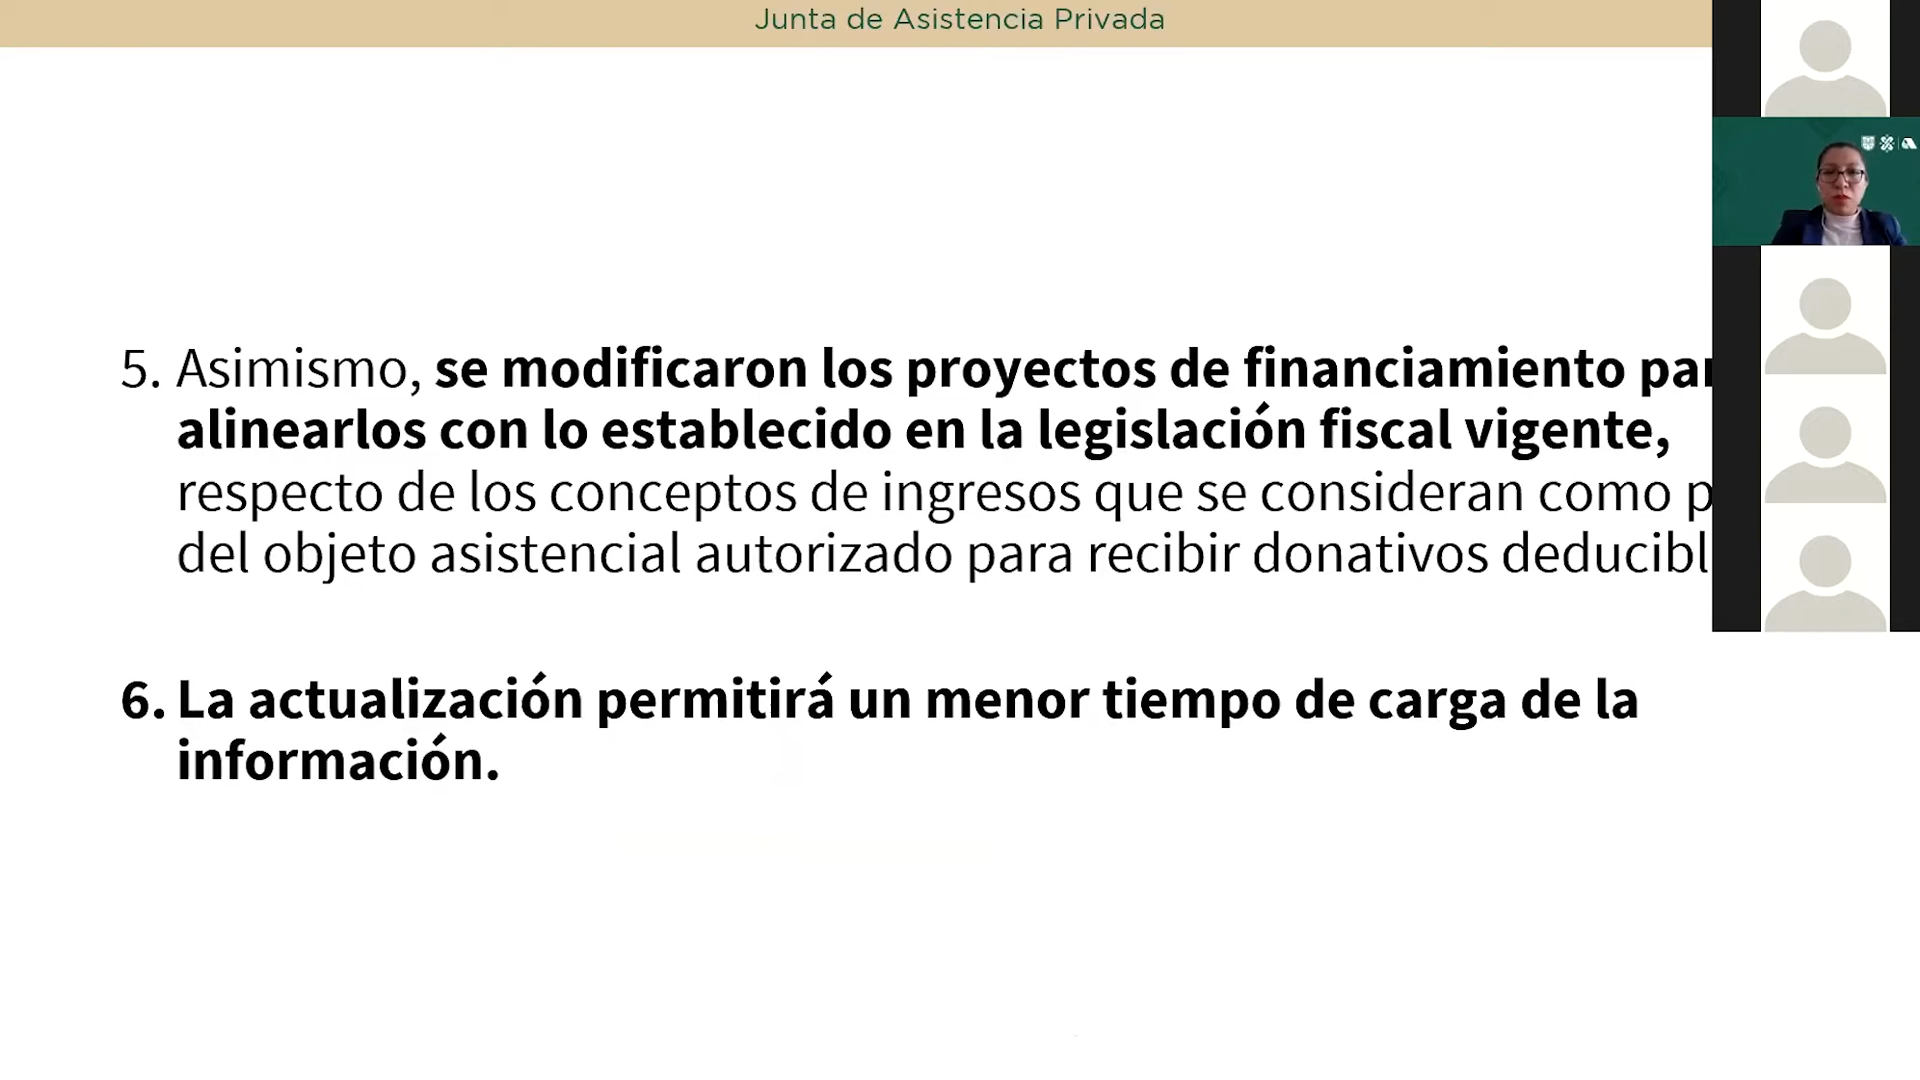 Junta de Asistencia Privada
5. Asimismo, se modificaron los proyectos de financiamiento
alinearlos con lo establecido en la legislación fiscal vigente,
respecto de los conceptos de ingresos que se consideran como
del objeto asistencial autorizado para recibir donativos
6. La actualización permitirá un menor tiempo de carga de la
información.